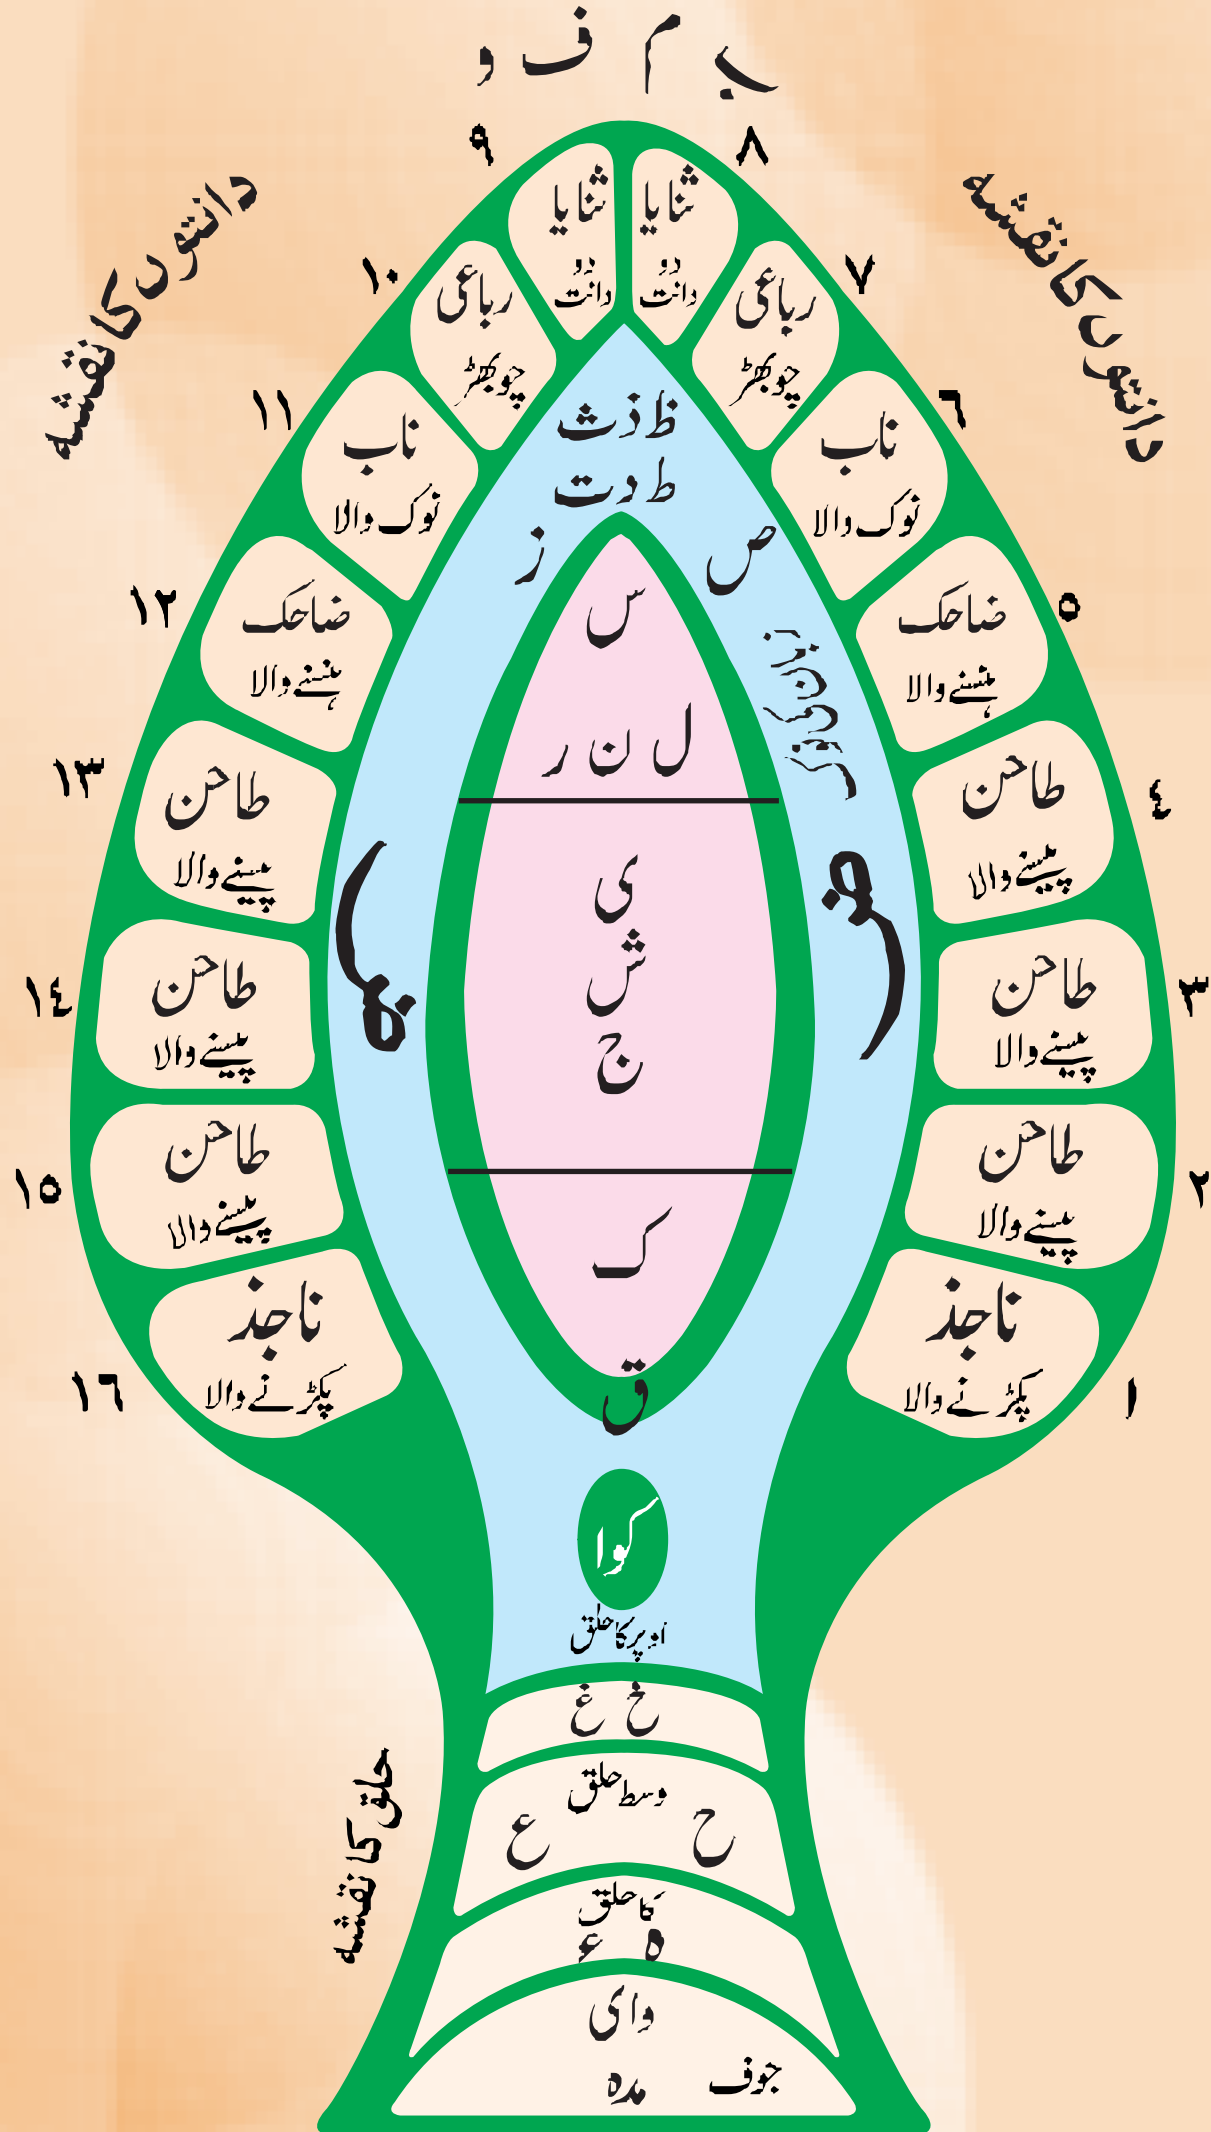 ب م ف و
۹ ۸
دانتوں کا نقشہ
دانتوں کا نقشہ
ثنایا
دو
دانت
ثنایا
دو
دانت
۷
رباعی
چوبھڑ
۱۰
رباعی
چوبھڑ
٦
ناب
نوک والا
۱۱
ناب
نوک والا
ظ ذ ث
ط د ت
ص
ز
۵
ضاحک
ہنسنے والا
۱۲
ضاحک
ہنسنے والا
س
ل ن ر
٤
طاحن
پیسنے والا
۱۳
طاحن
پیسنے والا
ض
ض
ی
ش
ج
۳
طاحن
پیسنے والا
۱٤
طاحن
پیسنے والا
۲
طاحن
پیسنے والا
۱۵
طاحن
پیسنے والا
ک
۱
ناجذ
پکڑنے والا
۱٦
ناجذ
پکڑنے والا
ق
کوا
اوپر کا حلق
خ غ
وسط حلق
ح ع
کا حلق
ہ ء
حلق کا نقشہ
و ا ی
جوف
مدہ